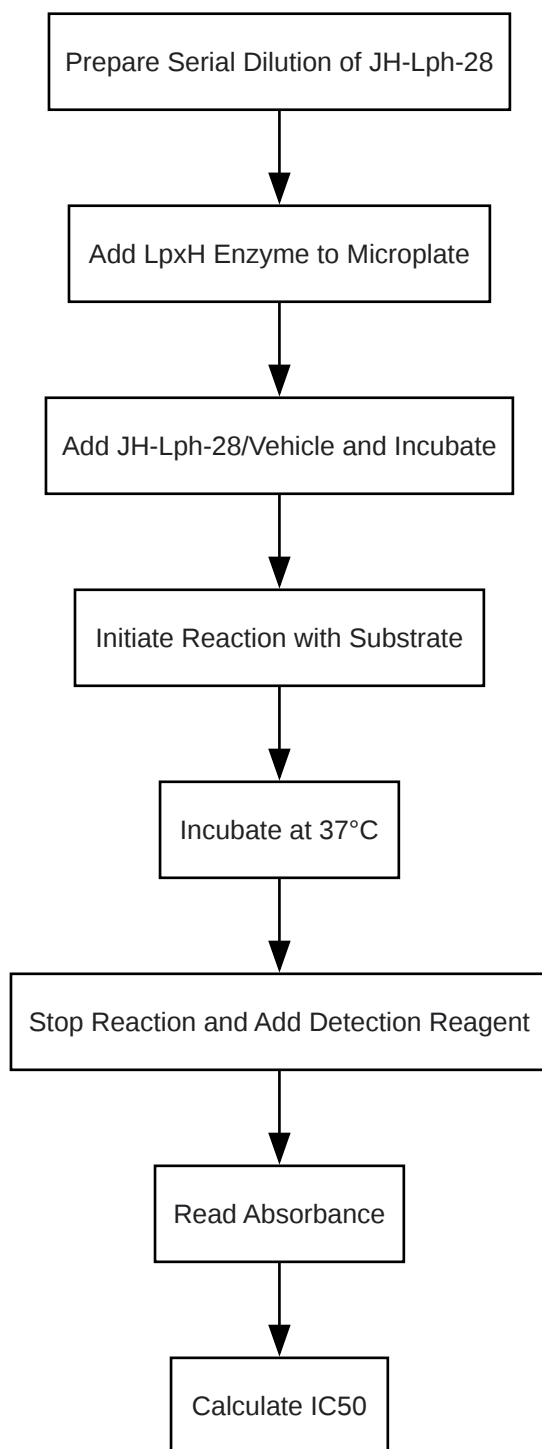 Prepare Serial Dilution of JH-Lph-28
Add LpxH Enzyme to Microplate
Add JH-Lph-28/Vehicle and Incubate
Initiate Reaction with Substrate
Incubate at 37°C
Stop Reaction and Add Detection Reagent
Read Absorbance
Calculate IC50